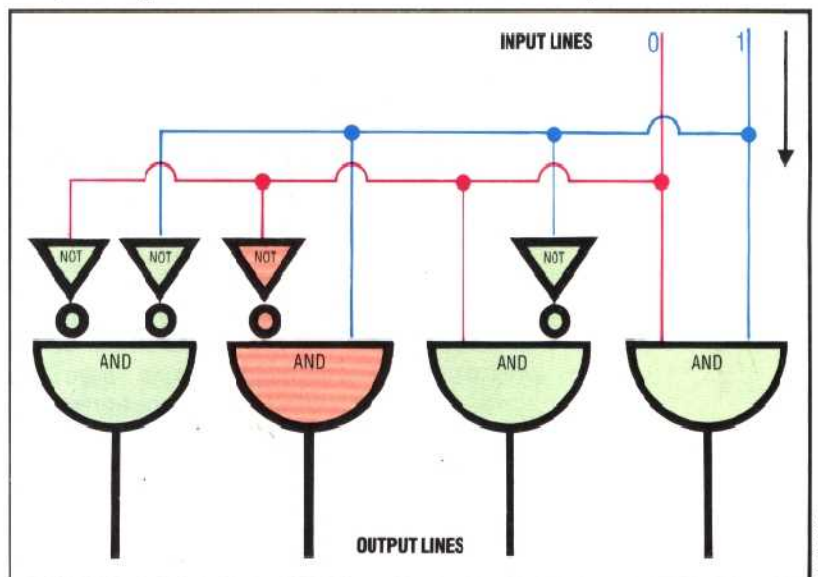 INPUT LINES 0 1
NOT NOT NOT NOT
AND AND AND AND
OUTPUT LINES